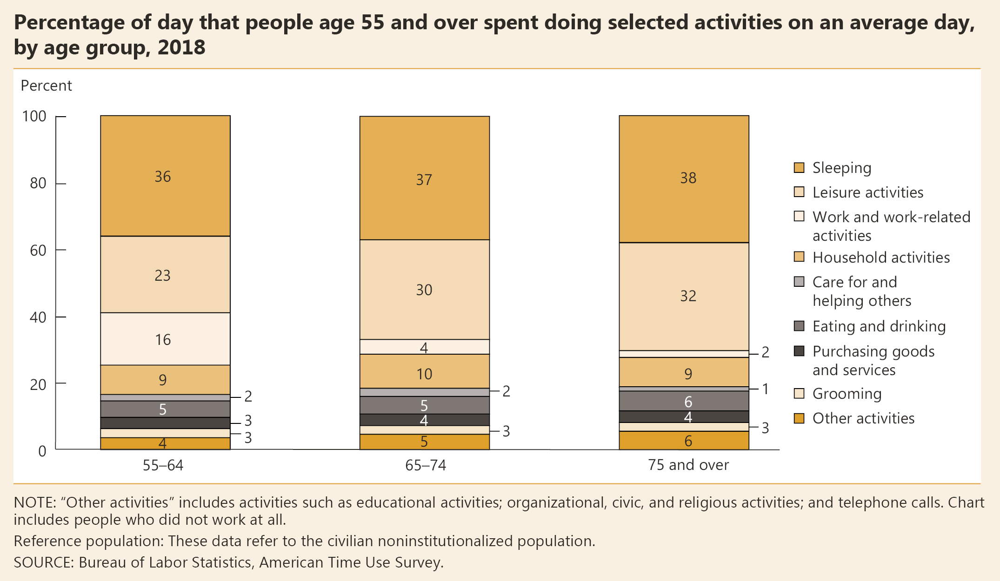 Percentage of day that people age 55 and over spent doing selected activities on an average day,
by age group, 2018
Percent
100
80
60
40
20
0
36
23
16
9
2
5
3
3
4
55–64
37
30
4
10
2
5
4
3
5
65–74
38
32
2
9
1
6
4
3
6
75 and over
Sleeping
Leisure activities
Work and work-related
activities
Household activities
Care for and
helping others
Eating and drinking
Purchasing goods
and services
Grooming
Other activities
NOTE: “Other activities” includes activities such as educational activities; organizational, civic, and religious activities; and telephone calls. Chart
includes people who did not work at all.
Reference population: These data refer to the civilian noninstitutionalized population.
SOURCE: Bureau of Labor Statistics, American Time Use Survey.